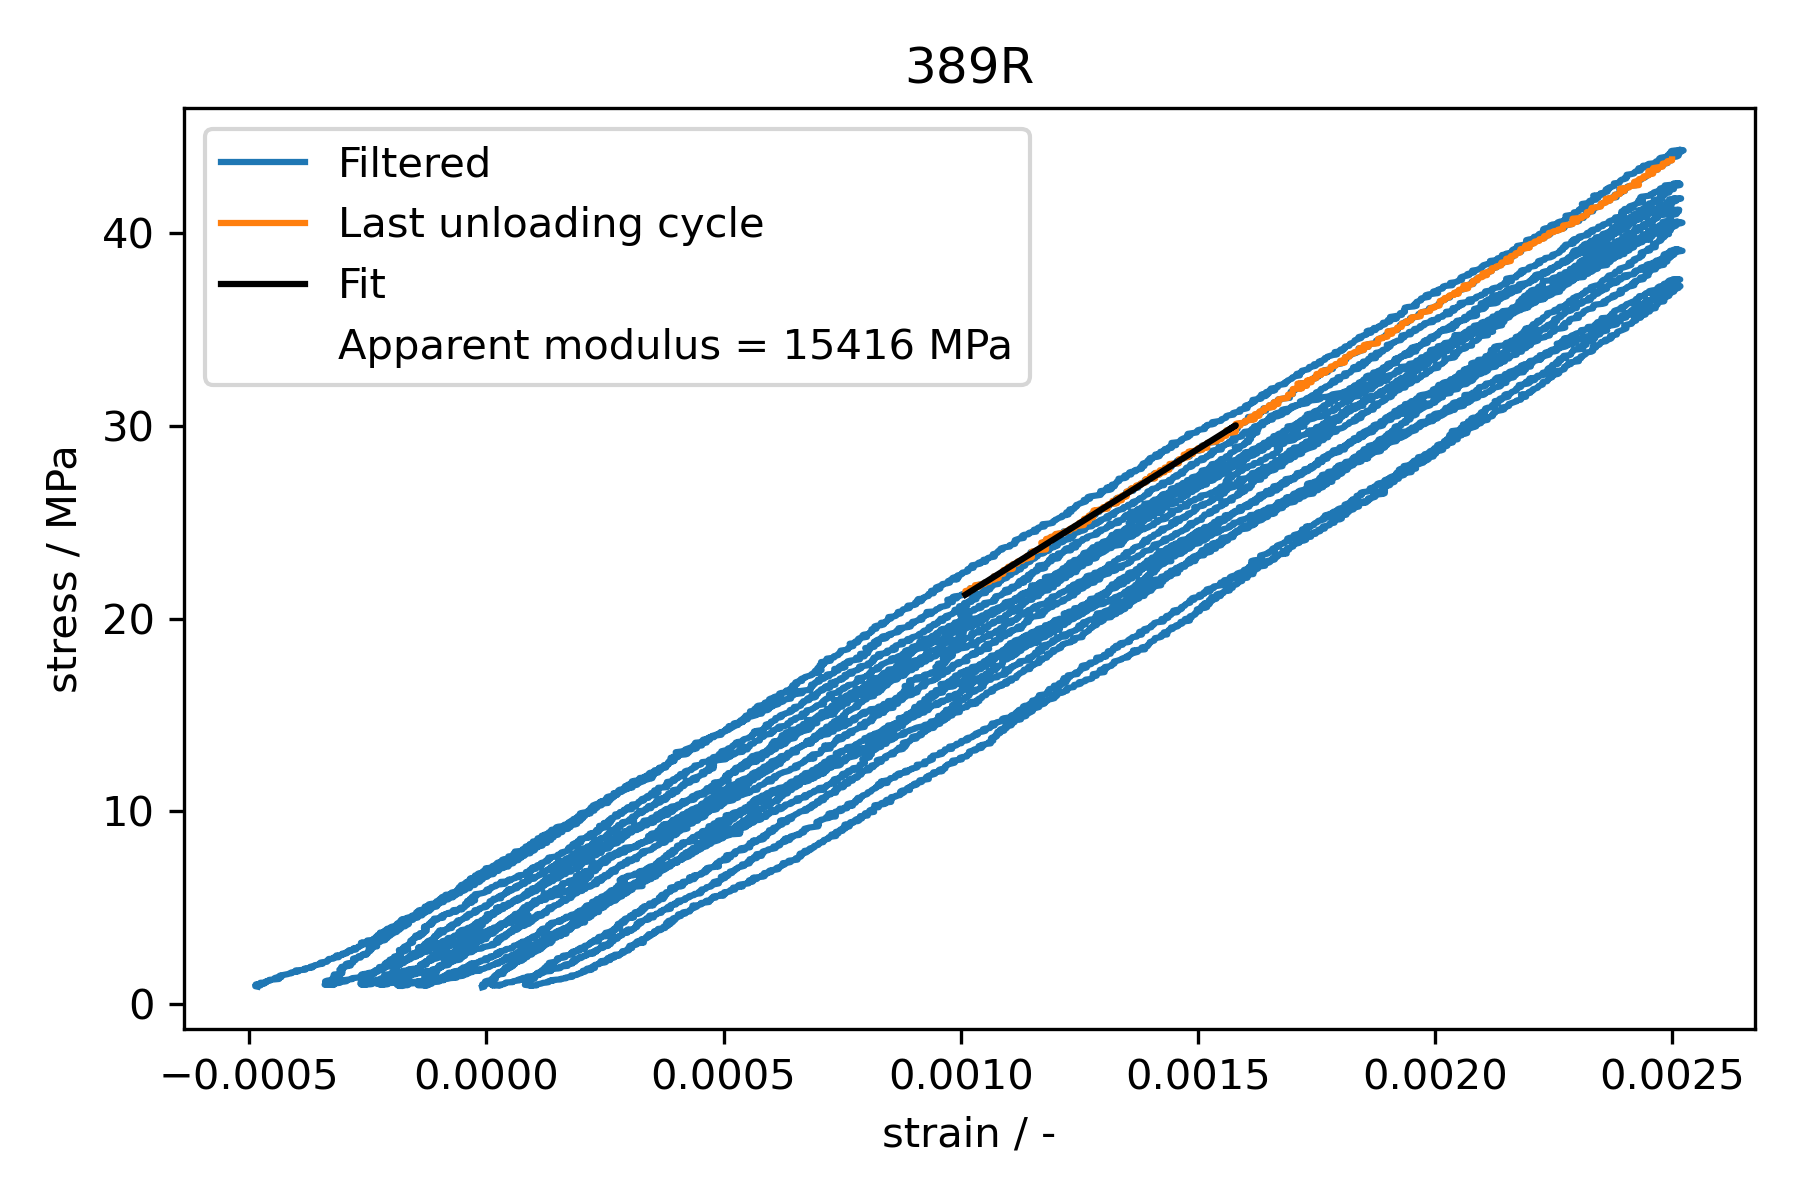 389R
Filtered
Last unloading cycle
Fit
Apparent modulus = 15416 MPa
40
30
20
10
0
stress / MPa
−0.0005 0.0000 0.0005 0.0010 0.0015 0.0020 0.0025
strain / -